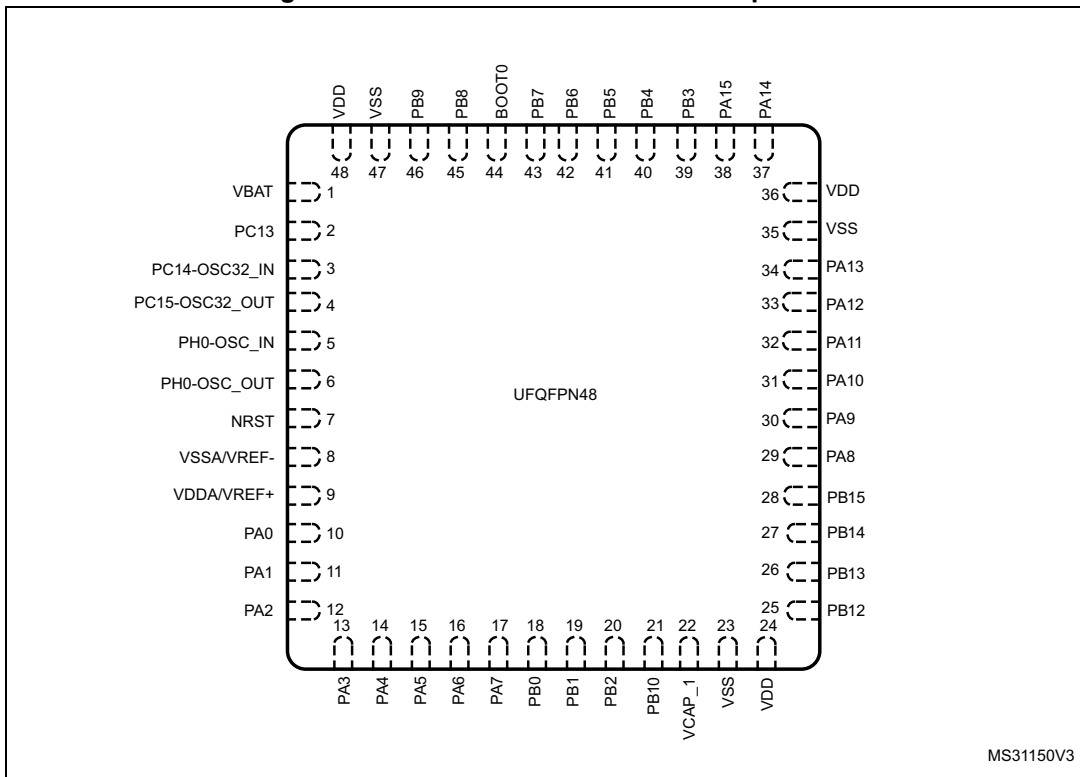 VDD
VSS
PB9
PB8
BOOT0
PB7
PB6
PB5
PB4
PB3
PA15
PA14
48
47
46
45
44
43
42
41
40
39
38
37
VBAT 1
PC13 2
PC14-OSC32_IN 3
PC15-OSC32_OUT 4
PH0-OSC_IN 5
PH0-OSC_OUT 6
NRST 7
VSSA/VREF- 8
VDDA/VREF+ 9
PA0 10
PA1 11
PA2 12
UFQFPN48
36 VDD
35 VSS
34 PA13
33 PA12
32 PA11
31 PA10
30 PA9
29 PA8
28 PB15
27 PB14
26 PB13
25 PB12
13
14
15
16
17
18
19
20
21
22
23
24
PA3
PA4
PA5
PA6
PA7
PB0
PB1
PB2
PB10
VCAP_1
VSS
VDD
MS31150V3